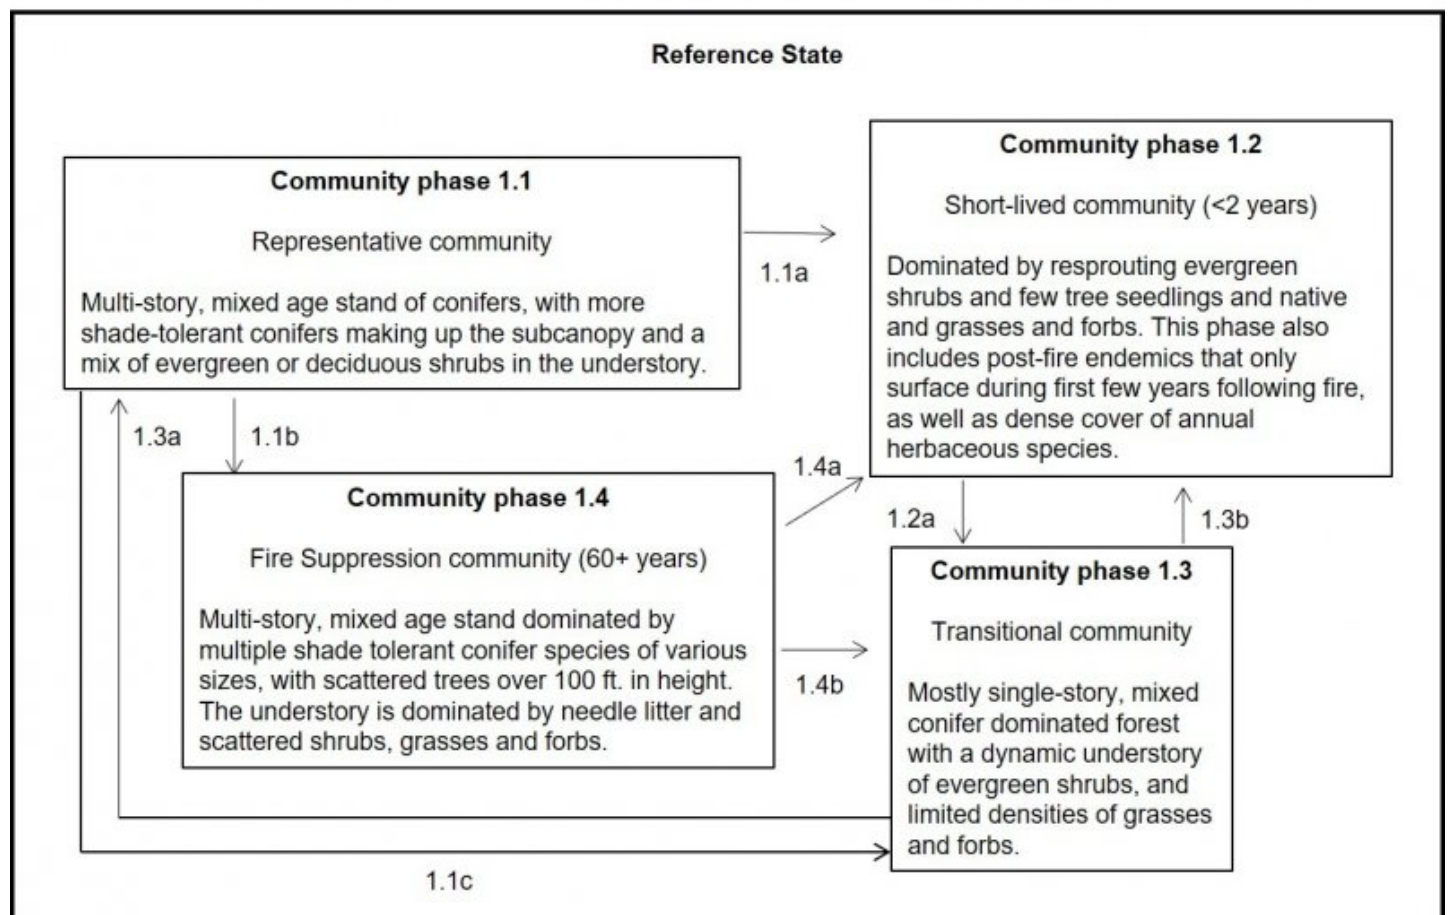 Reference State
Community phase 1.1
Representative community
Multi-story, mixed age stand of conifers, with more
shade-tolerant conifers making up the subcanopy and a
mix of evergreen or deciduous shrubs in the understory.
1.1a
Community phase 1.2
Short-lived community (<2 years)
Dominated by resprouting evergreen
shrubs and few tree seedlings and native
and grasses and forbs. This phase also
includes post-fire endemics that only
surface during first few years following fire,
as well as dense cover of annual
herbaceous species.
1.3a
1.1b
1.4a
1.2a
1.3b
Community phase 1.4
Fire Suppression community (60+ years)
Multi-story, mixed age stand dominated by
multiple shade tolerant conifer species of various
sizes, with scattered trees over 100 ft. in height.
The understory is dominated by needle litter and
scattered shrubs, grasses and forbs.
1.4b
Community phase 1.3
Transitional community
Mostly single-story, mixed
conifer dominated forest
with a dynamic understory
of evergreen shrubs, and
limited densities of grasses
and forbs.
1.1c